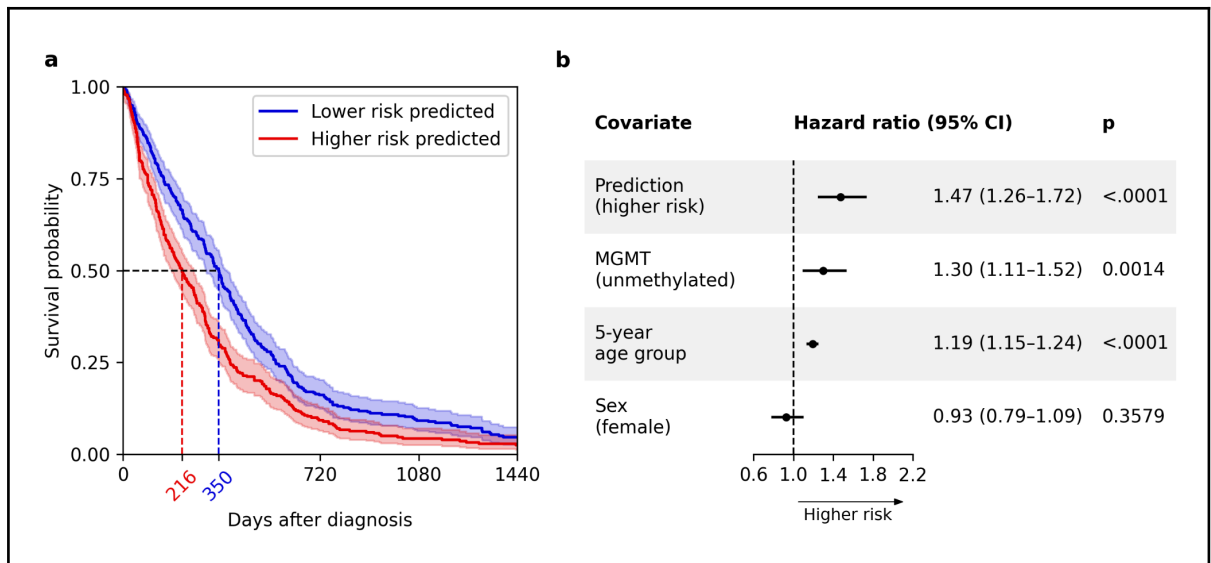 a
1.00
0.75
0.50
0.25
0.00
Survival probability
Lower risk predicted
Higher risk predicted
0
216
350
720
1080
1440
Days after diagnosis
b
Covariate Hazard ratio (95% CI) p
Prediction
(higher risk)
1.47 (1.26–1.72) <.0001
MGMT
(unmethylated)
1.30 (1.11–1.52) 0.0014
5-year
age group
1.19 (1.15–1.24) <.0001
Sex
(female)
0.93 (0.79–1.09) 0.3579
0.6 1.0 1.4 1.8 2.2
Higher risk